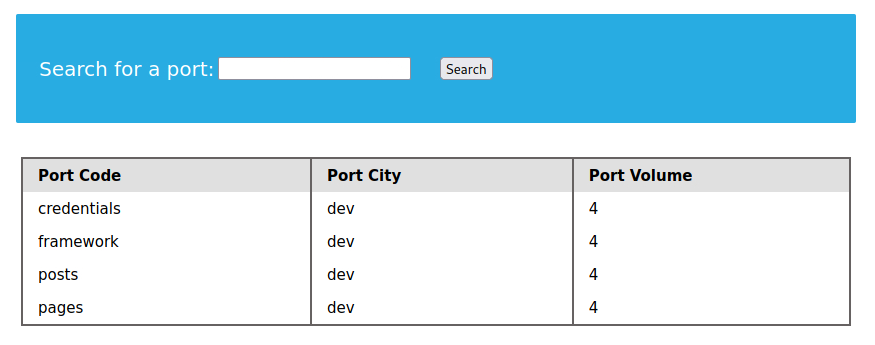 Search for a port: Search
Port Code Port City Port Volume
credentials dev 4
framework dev 4
posts dev 4
pages dev 4